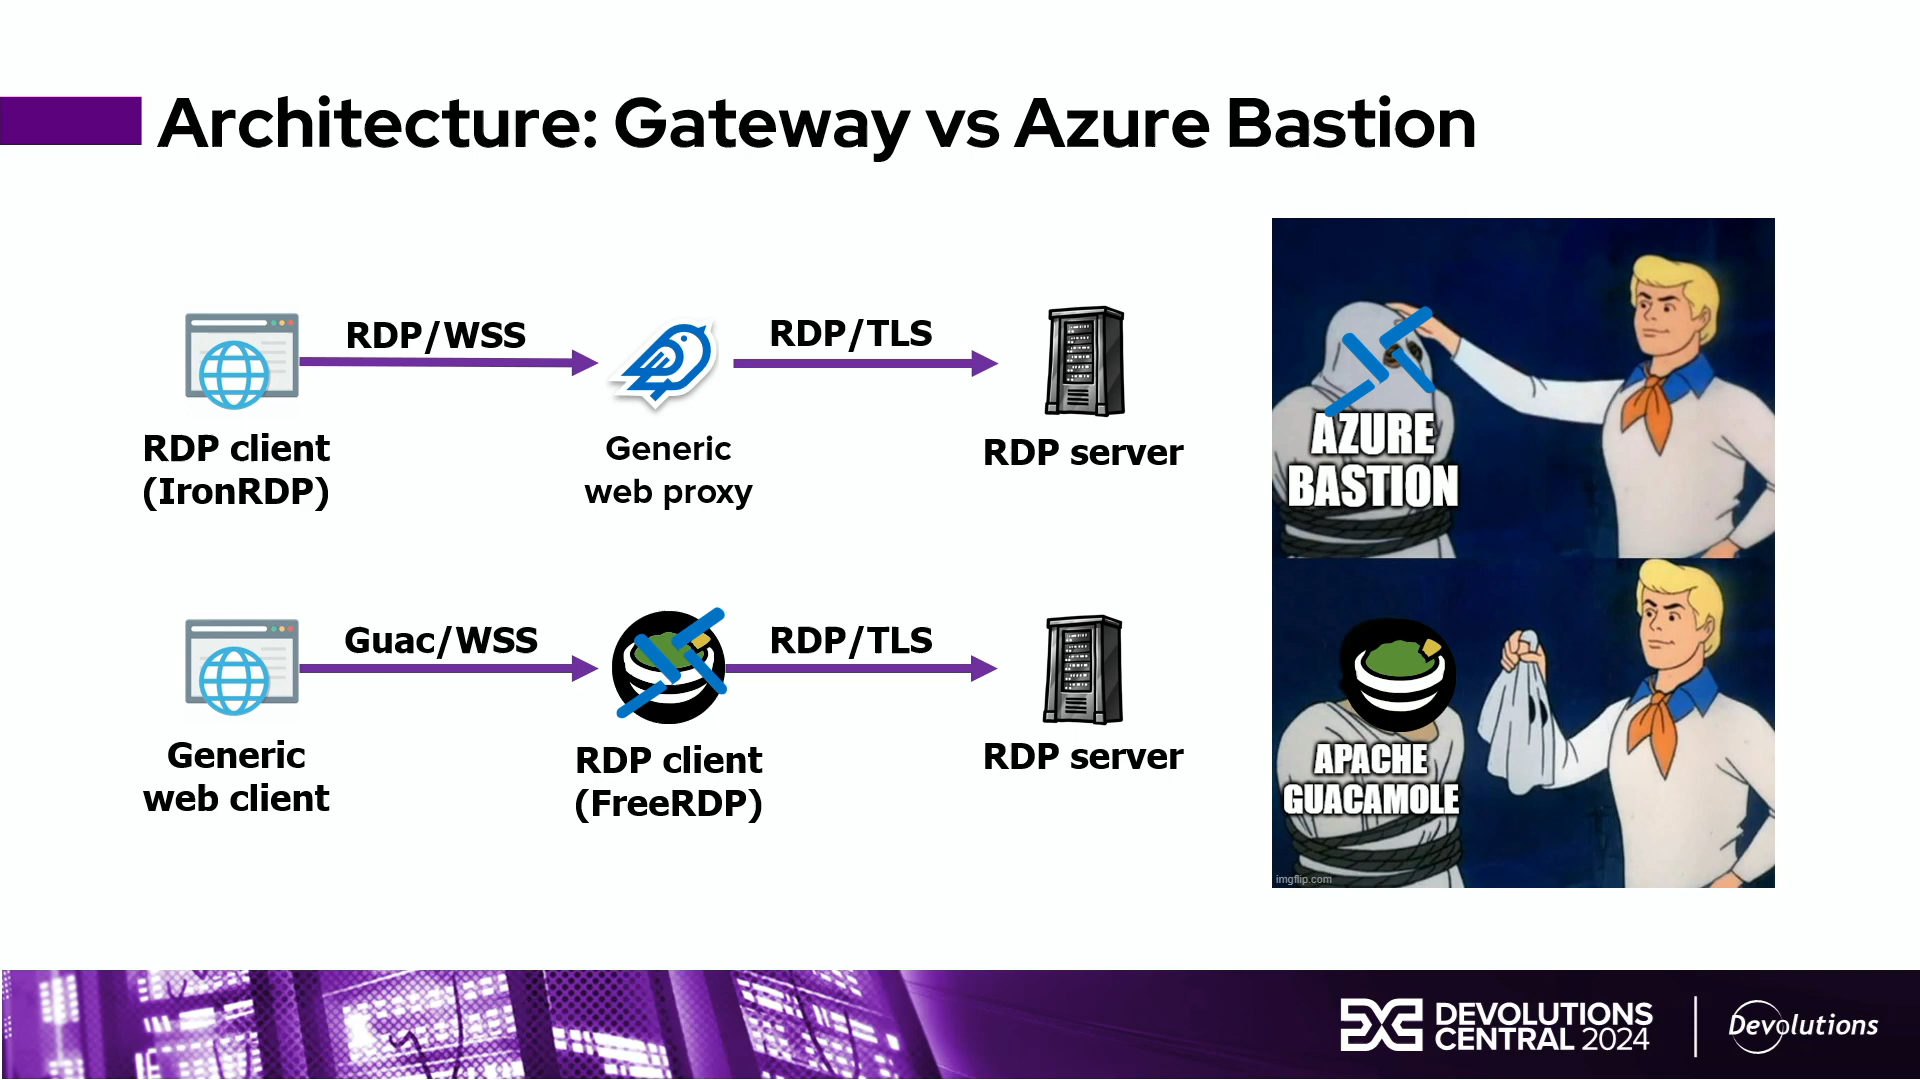 Architecture: Gateway vs Azure Bastion
RDP/WSS
RDP/TLS
RDP client
(IronRDP)
Generic
web proxy
RDP server
Guac/WSS
RDP/TLS
Generic
web client
RDP client
(FreeRDP)
RDP server
AZURE
BASTION
APACHE
GUACAMOLE
imgflip.com
DEVOLUTIONS
CENTRAL 2024
Devolutions